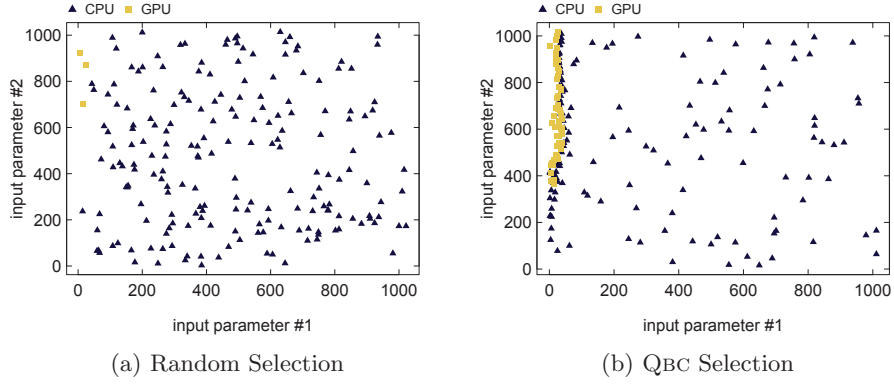 CPU GPU
1000
800
600
400
200
0
input parameter #2
0 200 400 600 800 1000
input parameter #1
(a) Random Selection
CPU GPU
1000
800
600
400
200
0
input parameter #2
0 200 400 600 800 1000
input parameter #1
(b) QBC Selection